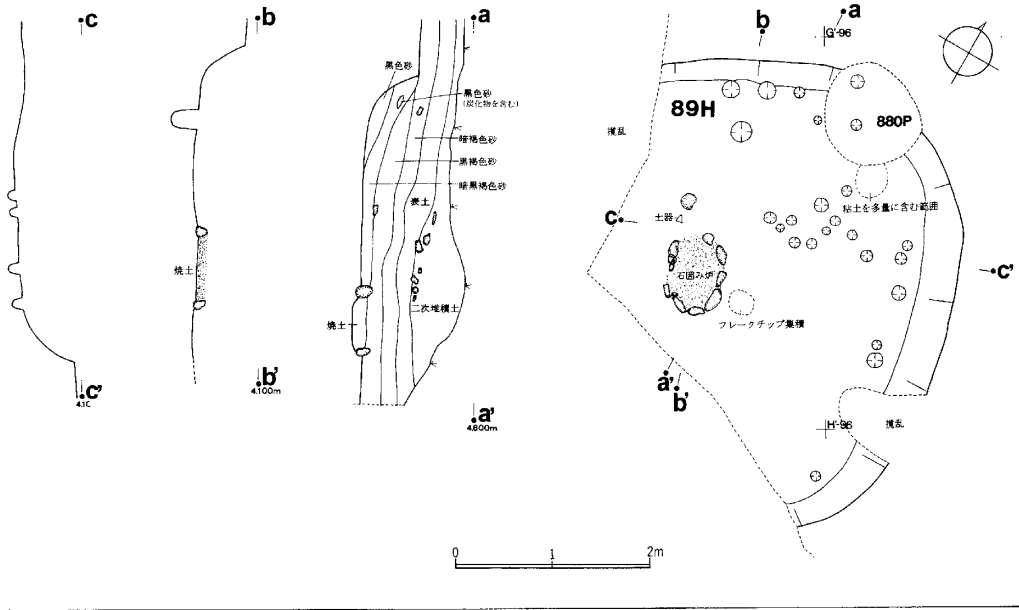 c
c'
4.10
b
焼土
b'
4.100m
a
黒色砂
黒色砂
(炭化物を含む)
暗褐色砂
黒褐色砂
暗黒褐色砂
表土
二次堆積土
焼土
a'
4.600m
b
a
G'-96
89H
880P
撹乱
粘土を多量に含む範囲
c
土器
c'
石囲み炉
フレークチップ集積
a'
b'
H'-96
撹乱
0
1
2m